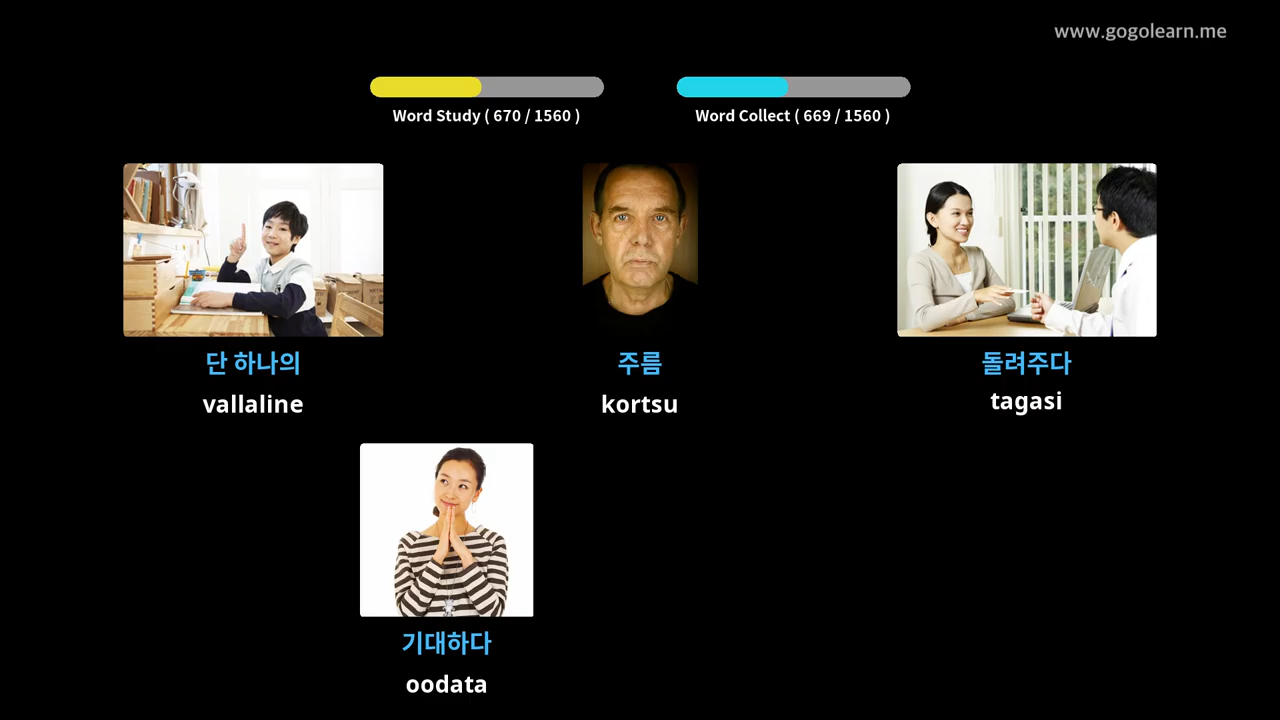 www.gogolearn.me
Word Study ( 670 / 1560 )
Word Collect ( 669 / 1560 )
단 하나의
vallaline
주름
kortsu
돌려주다
tagasi
기대하다
oodata